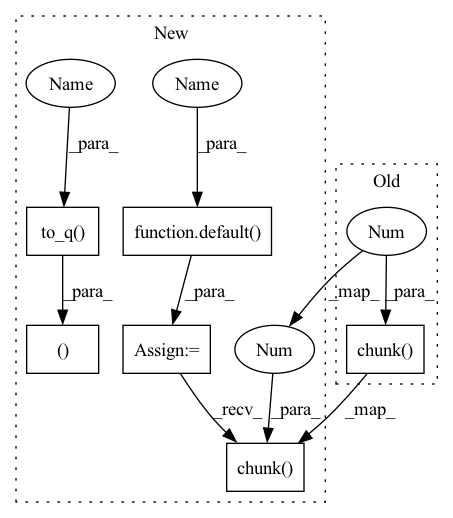 New
Name
Name
_para_
_para_
Old
to_q()
function.default()
Num
_para_
_para_
_map_
_para_
()
Assign:=
Num
chunk()
_recv_
_para_
_map_
chunk()